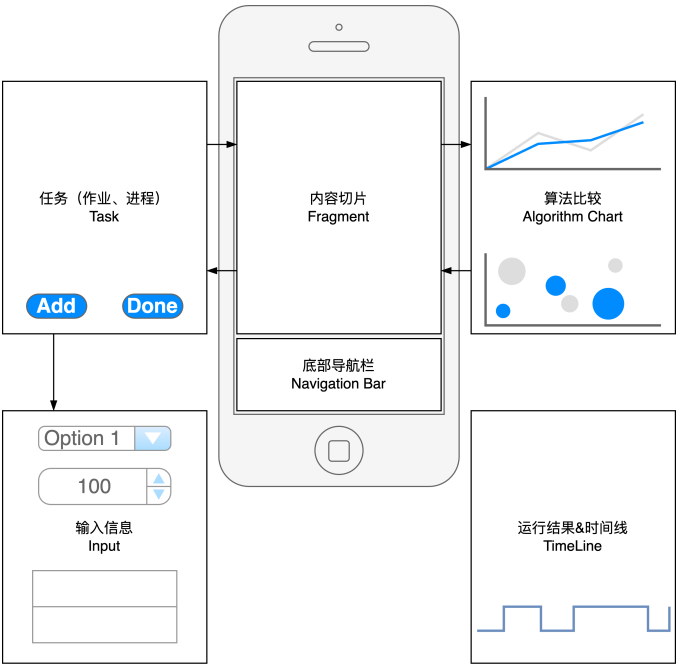 任务（作业、进程）
Task
Add
Done
内容切片
Fragment
底部导航栏
Navigation Bar
算法比较
Algorithm Chart
Option 1
100
输入信息
Input
运行结果&时间线
TimeLine